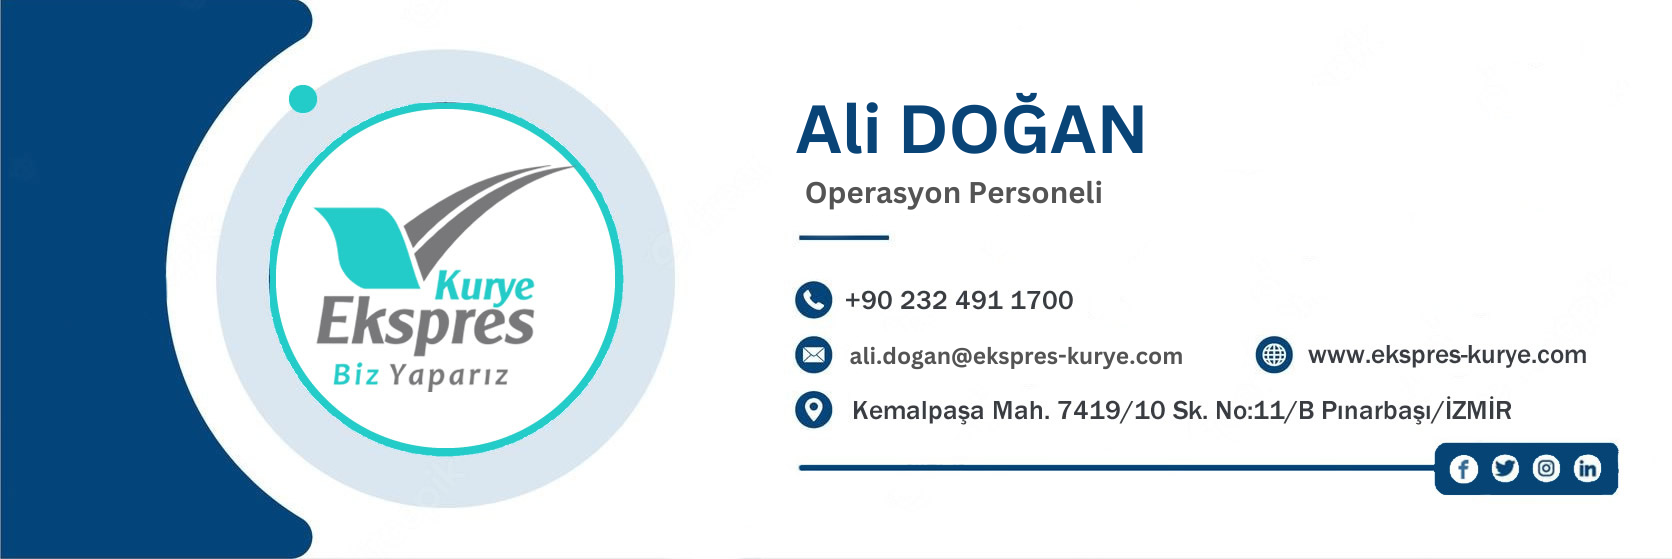 Kurye
Ekspres
Biz Yaparız
Ali DOĞAN
Operasyon Personeli
+90 232 491 1700
ali.dogan@ekspres-kurye.com
www.ekspres-kurye.com
Kemalpaşa Mah. 7419/10 Sk. No:11/B Pınarbaşı/İZMİR